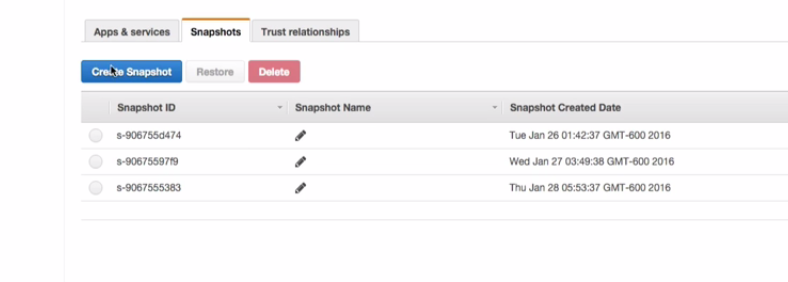 Apps & services Snapshots Trust relationships
Create Snapshot Restore Delete
Snapshot ID Snapshot Name Snapshot Created Date
s-906755d474 Tue Jan 26 01:42:37 GMT-600 2016
s-90675597f9 Wed Jan 27 03:49:38 GMT-600 2016
s-9067555383 Thu Jan 28 05:53:37 GMT-600 2016